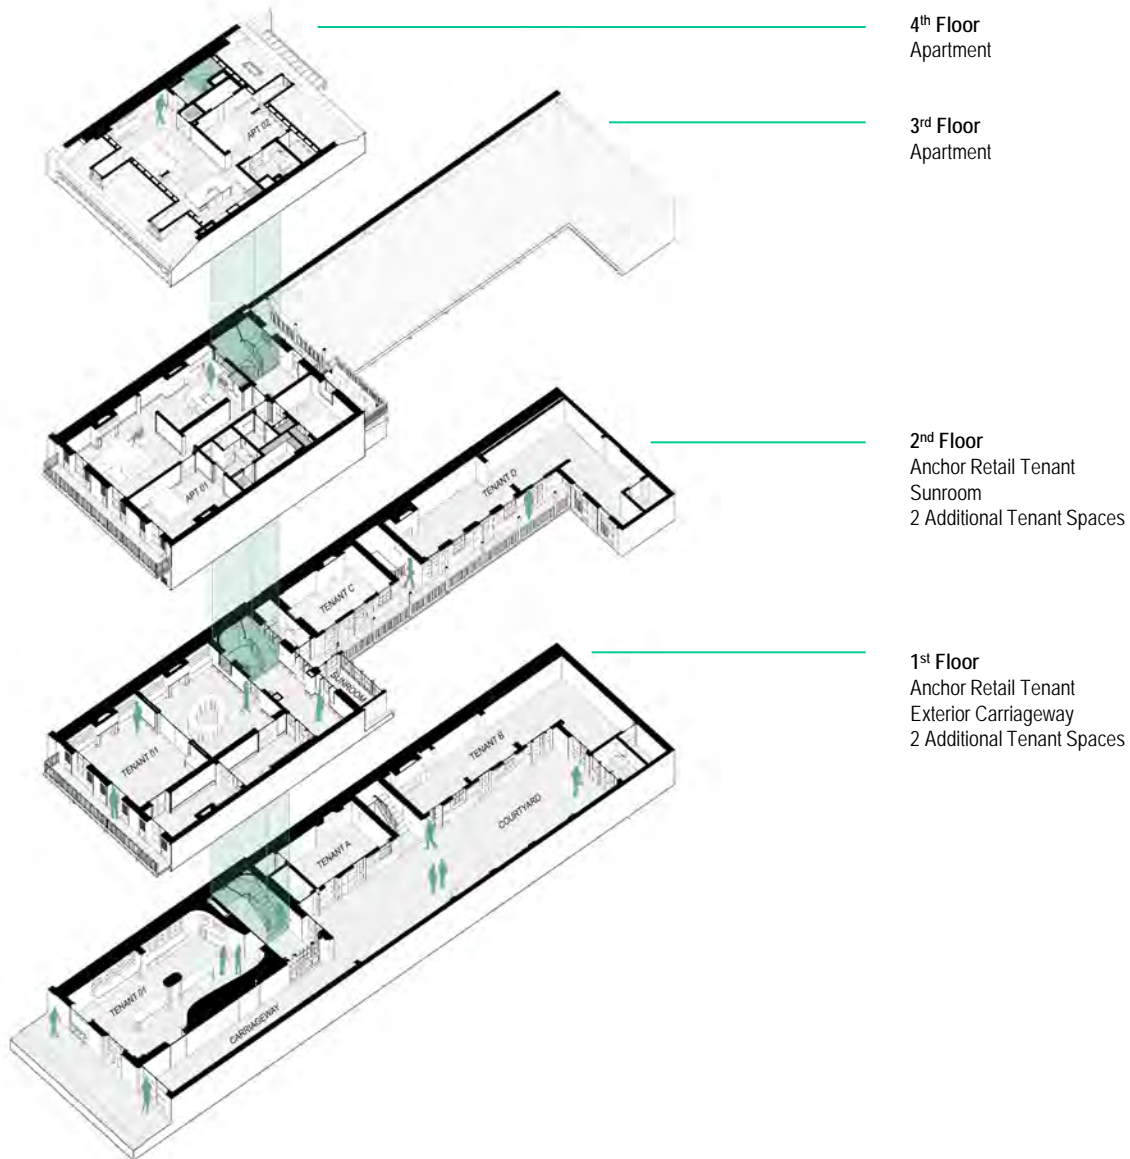 4th Floor
Apartment
3rd Floor
Apartment
2nd Floor
Anchor Retail Tenant
Sunroom
2 Additional Tenant Spaces
1st Floor
Anchor Retail Tenant
Exterior Carriageway
2 Additional Tenant Spaces
APT 02
APT 01
TENANT D
TENANT C
SUNROOM
TENANT 01
TENANT B
COURTYARD
TENANT A
TENANT 01
CARRIAGEWAY